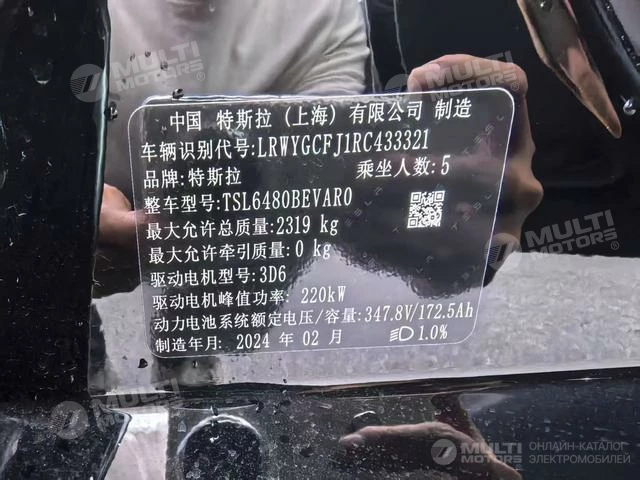 MULTI
MOTORS
MULTI
MOTORS
中国 特斯拉（上海）有限公司 制造
车辆识别代号:LRWYGCFJ1RC433321
品牌:特斯拉
乘坐人数:5
整车型号:TSL6480BEVAR0
最大允许总质量:2319 kg
最大允许牵引质量:0 kg
驱动电机型号:3D6
驱动电机峰值功率: 220kW
动力电池系统额定电压/容量:347.8V/172.5Ah
制造年月: 2024 年 02 月
1.0%
MULTI
MOTORS
MULTI
MOTORS
MULTI
MOTORS
ОНЛАЙН-КАТАЛОГ
ЭЛЕКТРОМОБИЛЕЙ